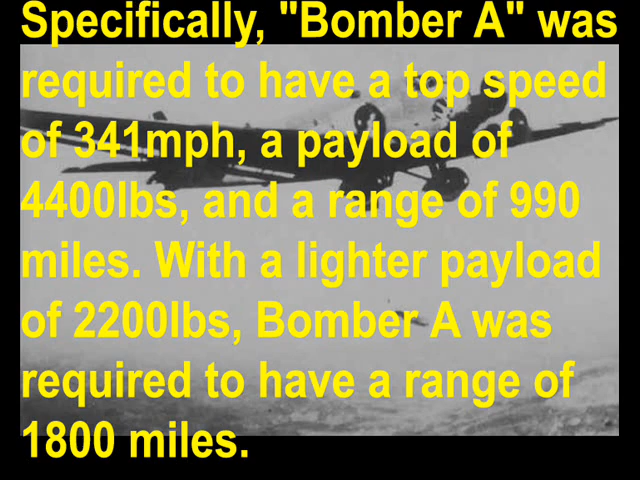 Specifically, "Bomber A" was
required to have a top speed
of 341mph, a payload of
4400lbs, and a range of 990
miles. With a lighter payload
of 2200lbs, Bomber A was
required to have a range of
1800 miles.